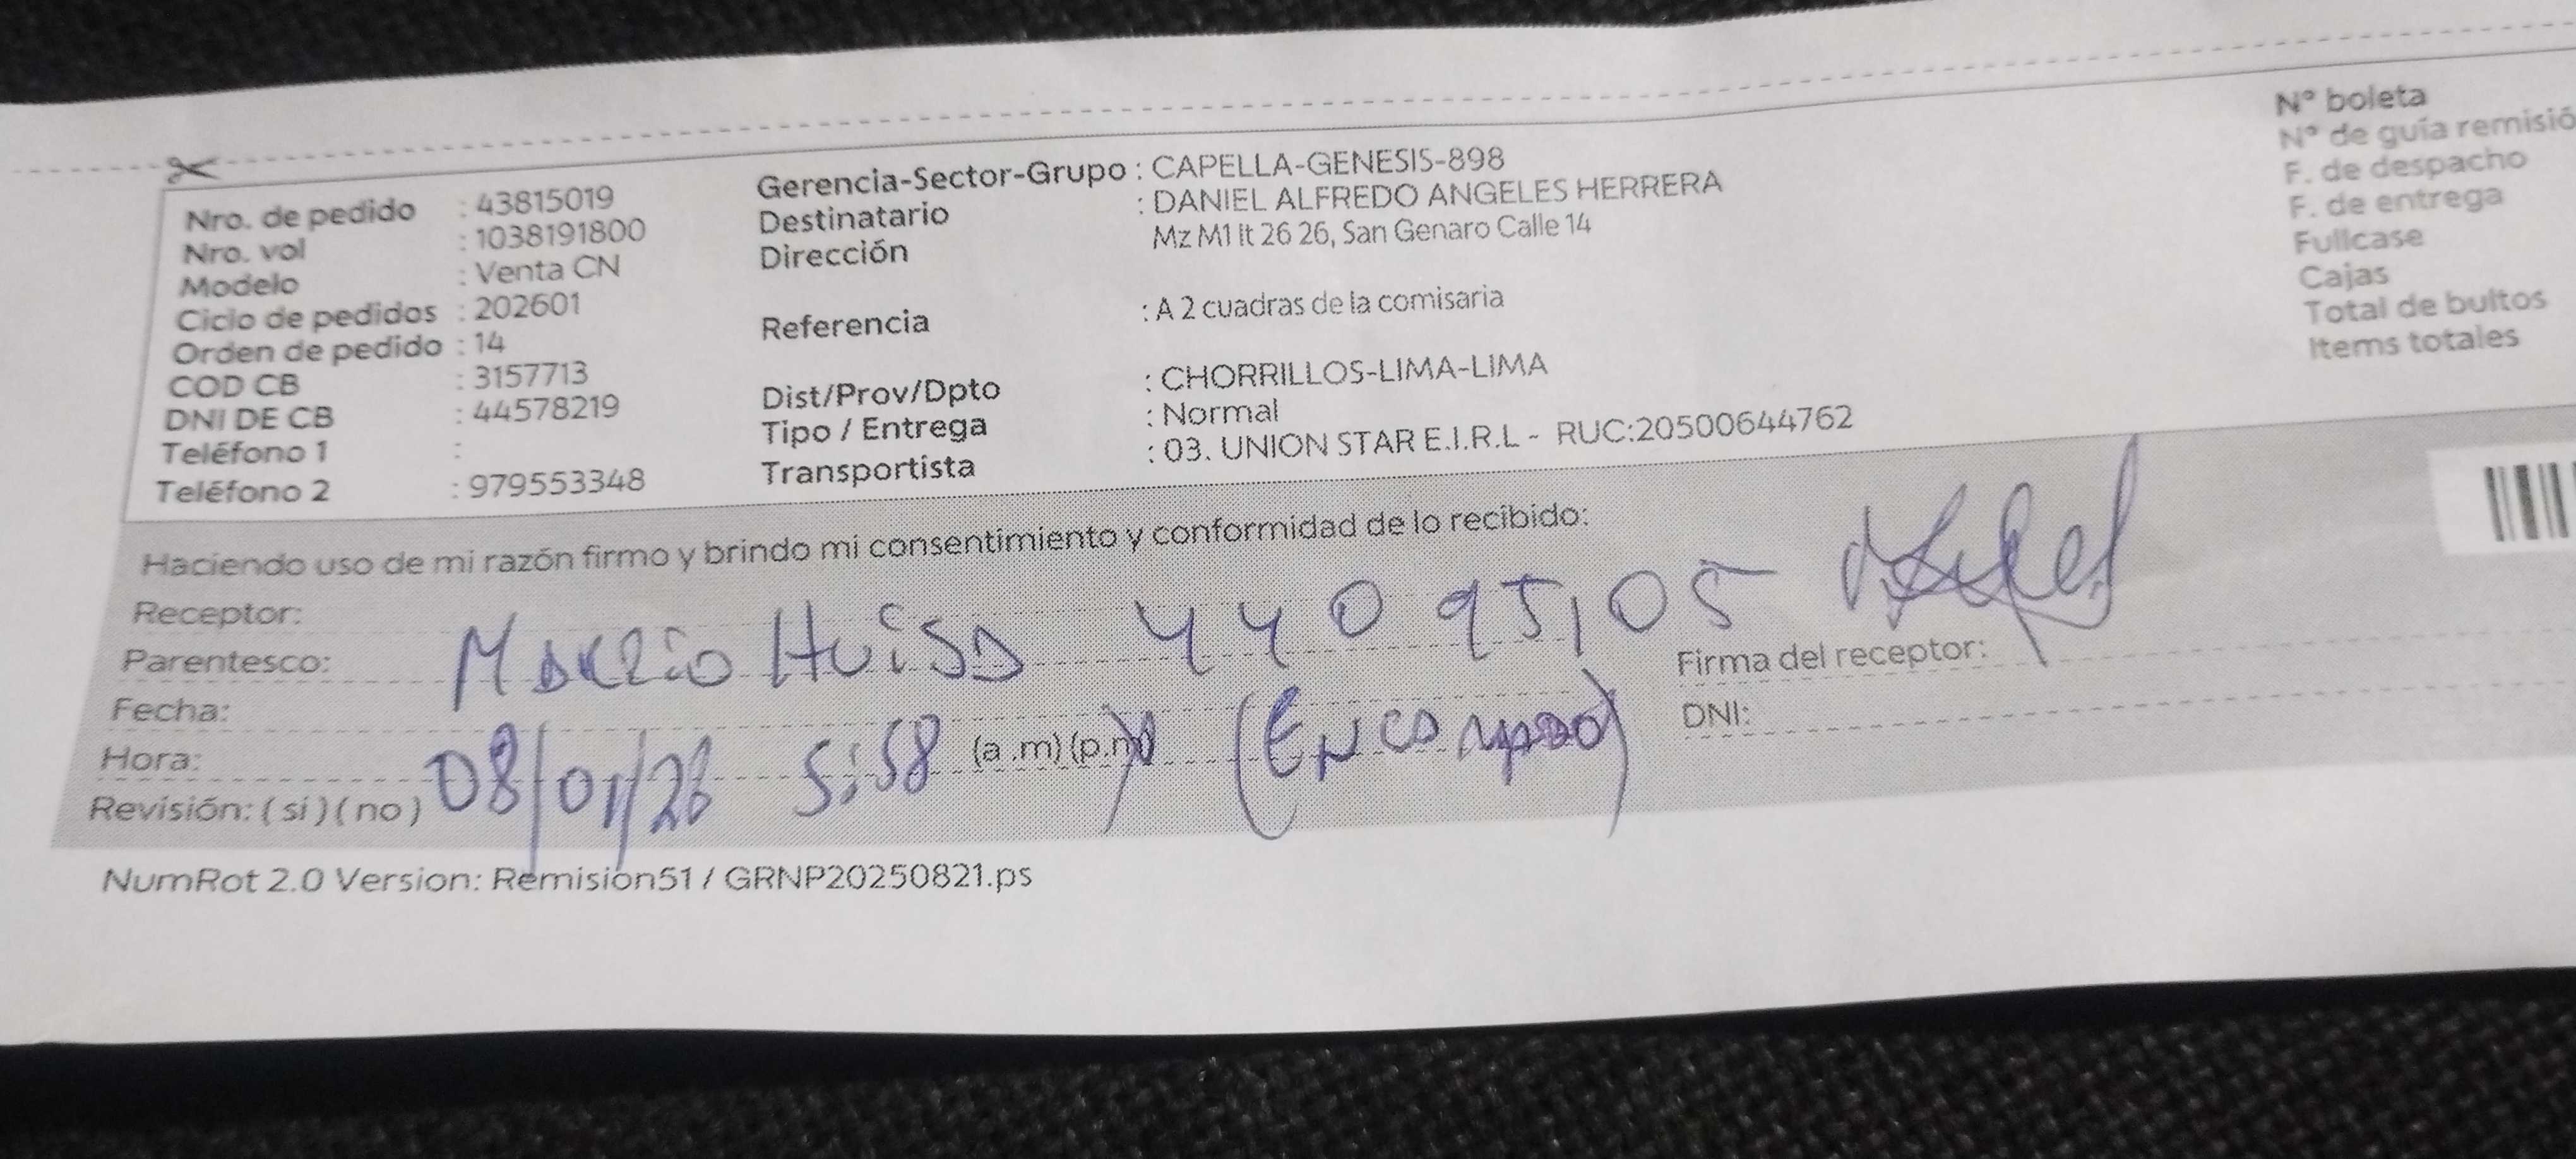 Nro. de pedido : 43815019
Nro. vol : 1038191800
Modelo : Venta CN
Ciclo de pedidos : 202601
Orden de pedido : 14
COD CB : 3157713
DNI DE CB : 44578219
Teléfono 1 :
Teléfono 2 : 979553348
Gerencia-Sector-Grupo : CAPELLA-GENESIS-898
Destinatario : DANIEL ALFREDO ANGELES HERRERA
Dirección Mz M1 lt 26 26, San Genaro Calle 14
Referencia : A 2 cuadras de la comisaria
Dist/Prov/Dpto : CHORRILLOS-LIMA-LIMA
Tipo / Entrega : Normal
Transportista : 03. UNION STAR E.I.R.L - RUC:20500644762
Nº boleta
Nº de guía remisió
F. de despacho
F. de entrega
Fullcase
Cajas
Total de bultos
Items totales
Haciendo uso de mi razón firmo y brindo mi consentimiento y conformidad de lo recibido:
Receptor:
Parentesco: 44095105
Fecha:
Hora: 08/01/26 5:58 (a .m) (p.m)
Revisión: ( si ) ( no )
Firma del receptor:
DNI:
NumRot 2.0 Version: Remision51 / GRNP20250821.ps